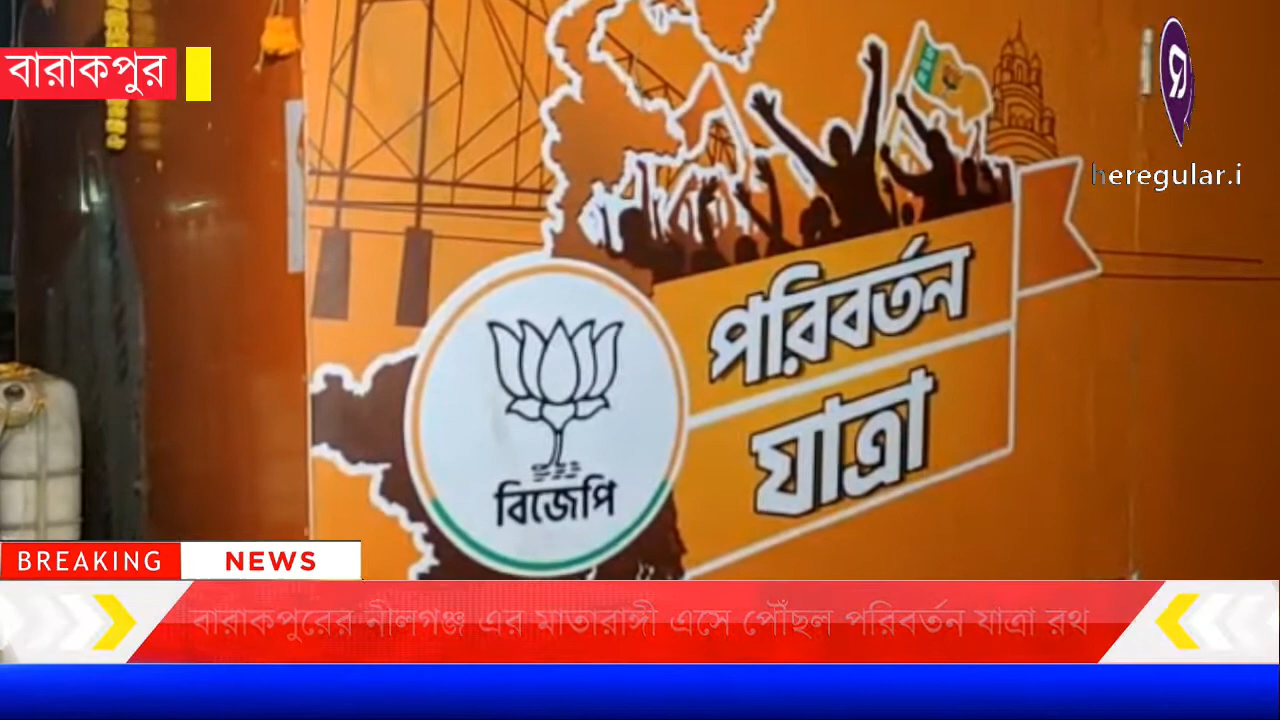 বারাকপুর
heregular.i
পরিবর্তন
যাত্রা
বিজেপি
BREAKING NEWS
বারাকপুরের নীলগঞ্জ এর মাতারাঙ্গী এসে পৌঁছল পরিবর্তন যাত্রা রথ